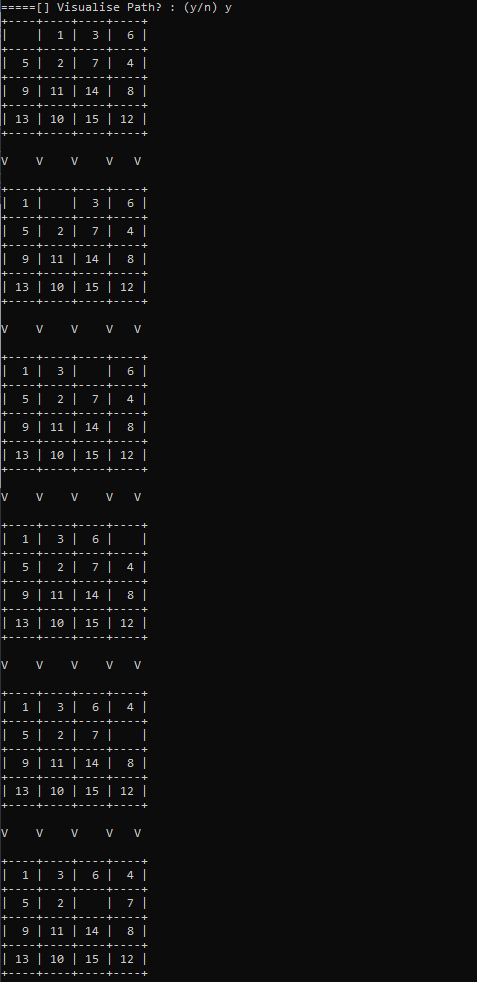 =====[] Visualise Path? : (y/n) y
+----+----+----+----+
|    |  1 |  3 |  6 |
+----+----+----+----+
|  5 |  2 |  7 |  4 |
+----+----+----+----+
|  9 | 11 | 14 |  8 |
+----+----+----+----+
| 13 | 10 | 15 | 12 |
+----+----+----+----+
V    V    V    V   V
+----+----+----+----+
|  1 |    |  3 |  6 |
+----+----+----+----+
|  5 |  2 |  7 |  4 |
+----+----+----+----+
|  9 | 11 | 14 |  8 |
+----+----+----+----+
| 13 | 10 | 15 | 12 |
+----+----+----+----+
V    V    V    V   V
+----+----+----+----+
|  1 |  3 |    |  6 |
+----+----+----+----+
|  5 |  2 |  7 |  4 |
+----+----+----+----+
|  9 | 11 | 14 |  8 |
+----+----+----+----+
| 13 | 10 | 15 | 12 |
+----+----+----+----+
V    V    V    V   V
+----+----+----+----+
|  1 |  3 |  6 |    |
+----+----+----+----+
|  5 |  2 |  7 |  4 |
+----+----+----+----+
|  9 | 11 | 14 |  8 |
+----+----+----+----+
| 13 | 10 | 15 | 12 |
+----+----+----+----+
V    V    V    V   V
+----+----+----+----+
|  1 |  3 |  6 |  4 |
+----+----+----+----+
|  5 |  2 |  7 |    |
+----+----+----+----+
|  9 | 11 | 14 |  8 |
+----+----+----+----+
| 13 | 10 | 15 | 12 |
+----+----+----+----+
V    V    V    V   V
+----+----+----+----+
|  1 |  3 |  6 |  4 |
+----+----+----+----+
|  5 |  2 |    |  7 |
+----+----+----+----+
|  9 | 11 | 14 |  8 |
+----+----+----+----+
| 13 | 10 | 15 | 12 |
+----+----+----+----+